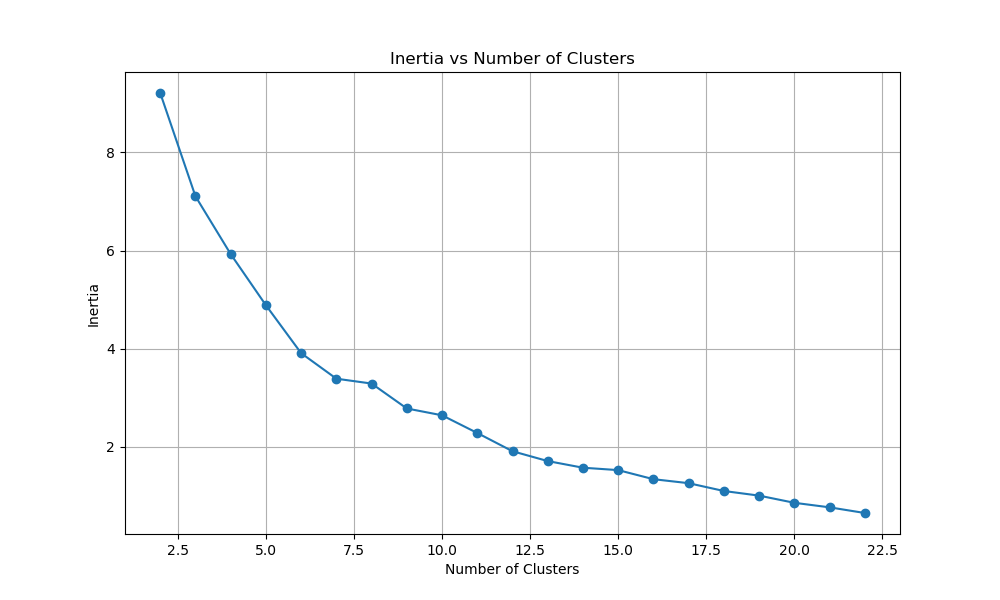 Inertia vs Number of Clusters
8
6
4
2
Inertia
2.5 5.0 7.5 10.0 12.5 15.0 17.5 20.0 22.5
Number of Clusters